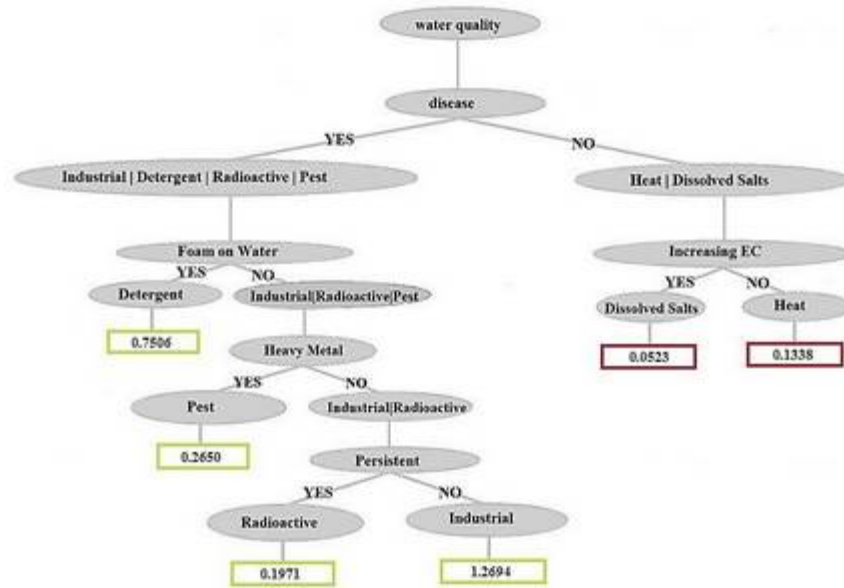 water quality
disease
YES
NO
Industrial | Detergent | Radioactive | Pest
Heat | Dissolved Salts
Foam on Water
Increasing EC
YES
NO
YES
NO
Detergent
Industrial|Radioactive|Pest
Dissolved Salts
Heat
0.7506
Heavy Metal
0.0523
0.1338
YES
NO
Pest
Industrial|Radioactive
0.2650
Persistent
YES
NO
Radioactive
Industrial
0.1971
1.2694